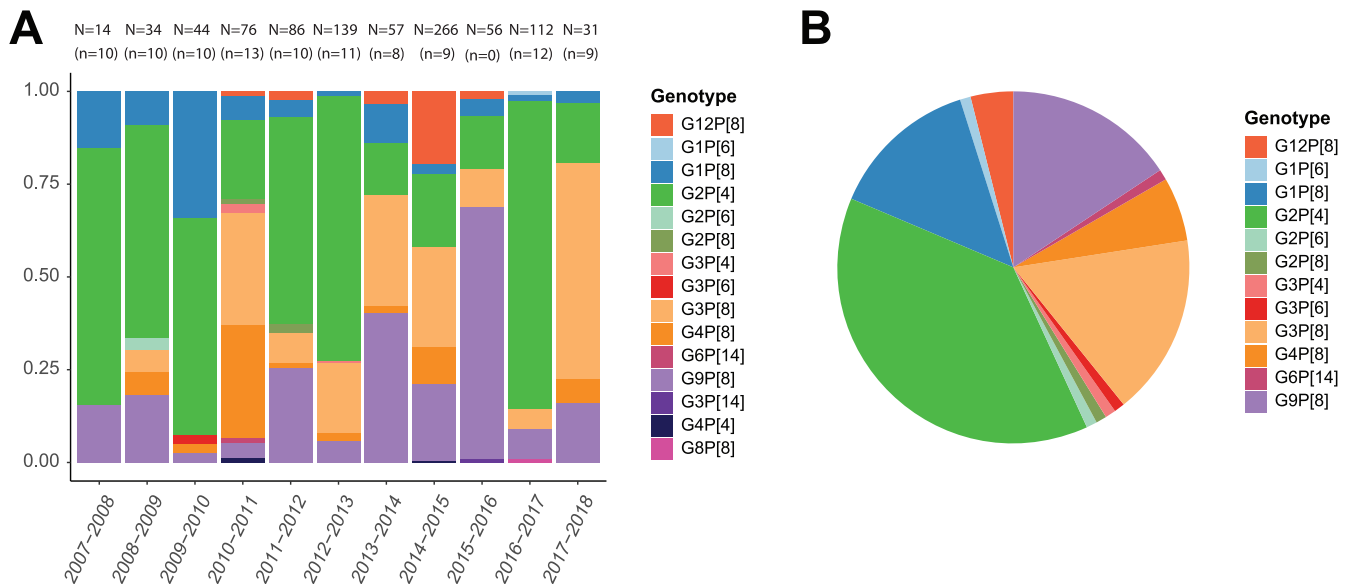 A
N=14 N=34 N=44 N=76 N=86 N=139 N=57 N=266 N=56 N=112 N=31
(n=10) (n=10) (n=10) (n=13) (n=10) (n=11) (n=8) (n=9) (n=0) (n=12) (n=9)
1.00
0.75
0.50
0.25
0.00
2007−2008
2008−2009
2009−2010
2010−2011
2011−2012
2012−2013
2013−2014
2014−2015
2015−2016
2016−2017
2017−2018
Genotype
G12P[8]
G1P[6]
G1P[8]
G2P[4]
G2P[6]
G2P[8]
G3P[4]
G3P[6]
G3P[8]
G4P[8]
G6P[14]
G9P[8]
G3P[14]
G4P[4]
G8P[8]
B
Genotype
G12P[8]
G1P[6]
G1P[8]
G2P[4]
G2P[6]
G2P[8]
G3P[4]
G3P[6]
G3P[8]
G4P[8]
G6P[14]
G9P[8]